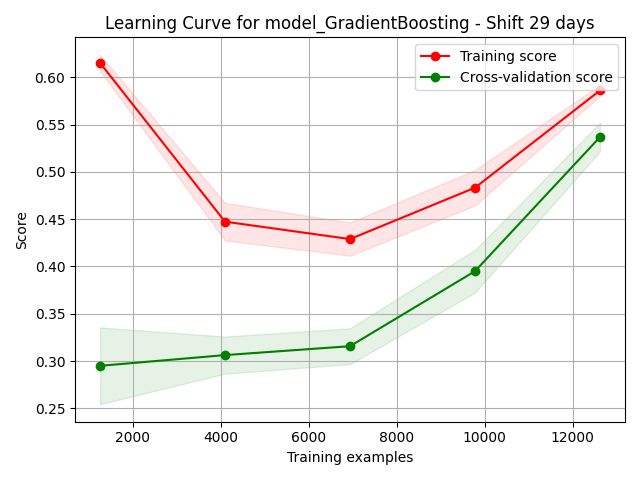 Learning Curve for model_GradientBoosting - Shift 29 days
Training score
Cross-validation score
Score
0.60
0.55
0.50
0.45
0.40
0.35
0.30
0.25
2000
4000
6000
8000
10000
12000
Training examples